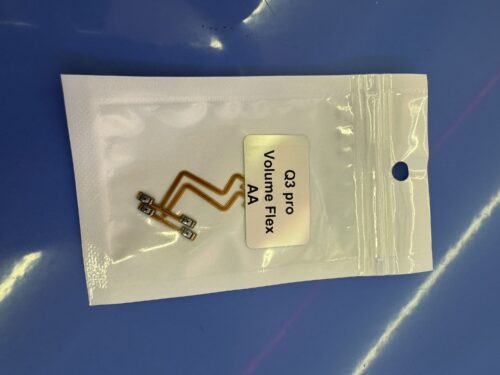 Q3 pro
Volume Flex
AA